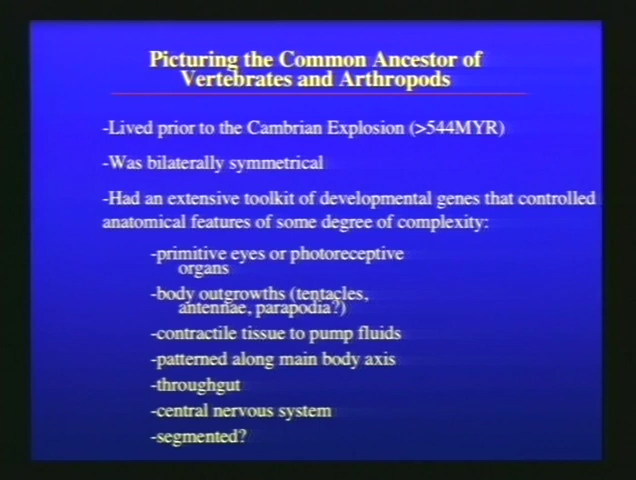 Picturing the Common Ancestor of
Vertebrates and Arthropods
-Lived prior to the Cambrian Explosion (>544MYR)
-Was bilaterally symmetrical
-Had an extensive toolkit of developmental genes that controlled
anatomical features of some degree of complexity:
-primitive eyes or photoreceptive
organs
-body outgrowths (tentacles,
antennae, parapodia?)
-contractile tissue to pump fluids
-patterned along main body axis
-throughgut
-central nervous system
-segmented?